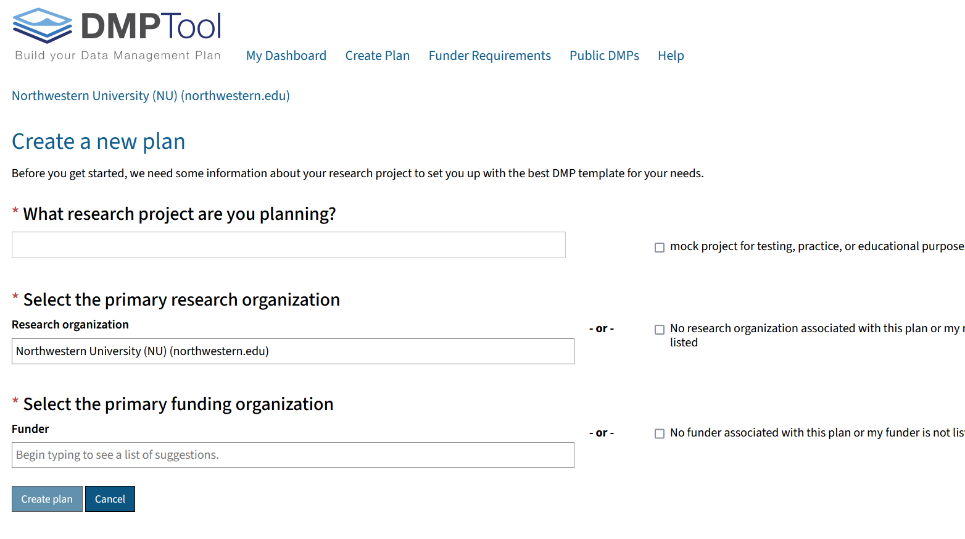 DMPTool
Build your Data Management Plan
My Dashboard Create Plan Funder Requirements Public DMPs Help
Northwestern University (NU) (northwestern.edu)
Create a new plan
Before you get started, we need some information about your research project to set you up with the best DMP template for your needs.
* What research project are you planning?
mock project for testing, practice, or educational purpose
* Select the primary research organization
Research organization
Northwestern University (NU) (northwestern.edu)
- or -
No research organization associated with this plan or my
listed
* Select the primary funding organization
Funder
Begin typing to see a list of suggestions.
- or -
No funder associated with this plan or my funder is not
Create plan Cancel